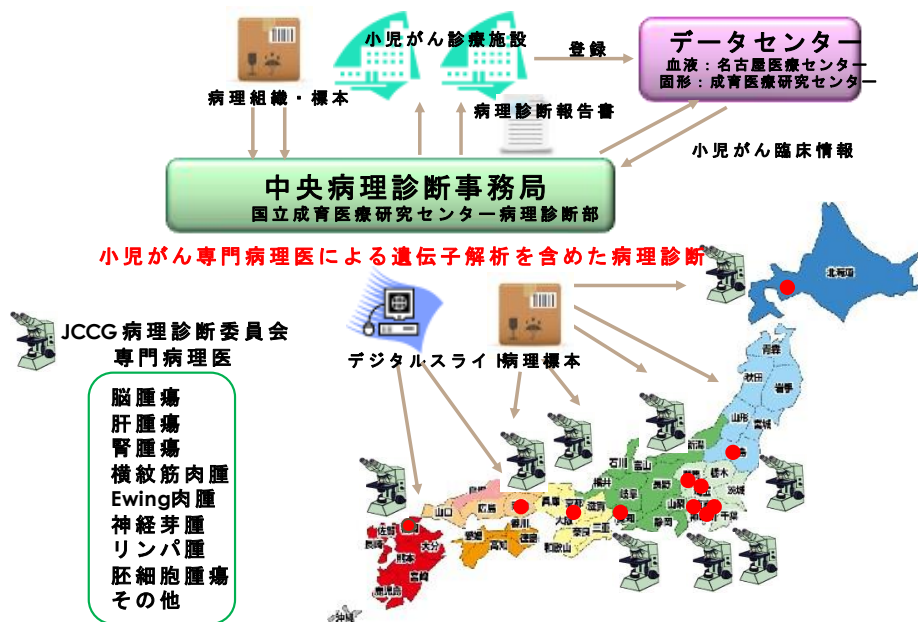 小児がん診療施設
登録
データセンター
血液:名古屋医療センター
固形:成育医療研究センター
病理組織・標本
病理診断報告書
小児がん臨床情報
中央病理診断事務局
国立成育医療研究センター病理診断部
小児がん専門病理医による遺伝子解析を含めた病理診断
北海道
JCCG病理診断委員会
専門病理医
デジタルスライド
病理標本
脳腫瘍
肝腫瘍
腎腫瘍
横紋筋肉腫
Ewing肉腫
神経芽腫
リンパ腫
胚細胞腫瘍
その他
青森
秋田
岩手
山形
宮城
新潟
石川
富山
栃木
福井
岐阜
長野
茨城
山梨
千葉
静岡
兵庫
京都
滋賀
大阪
三重
奈良
和歌山
広島
山口
香川
愛媛
徳島
高知
佐賀
長崎
大分
熊本
宮崎
鹿児島
沖縄